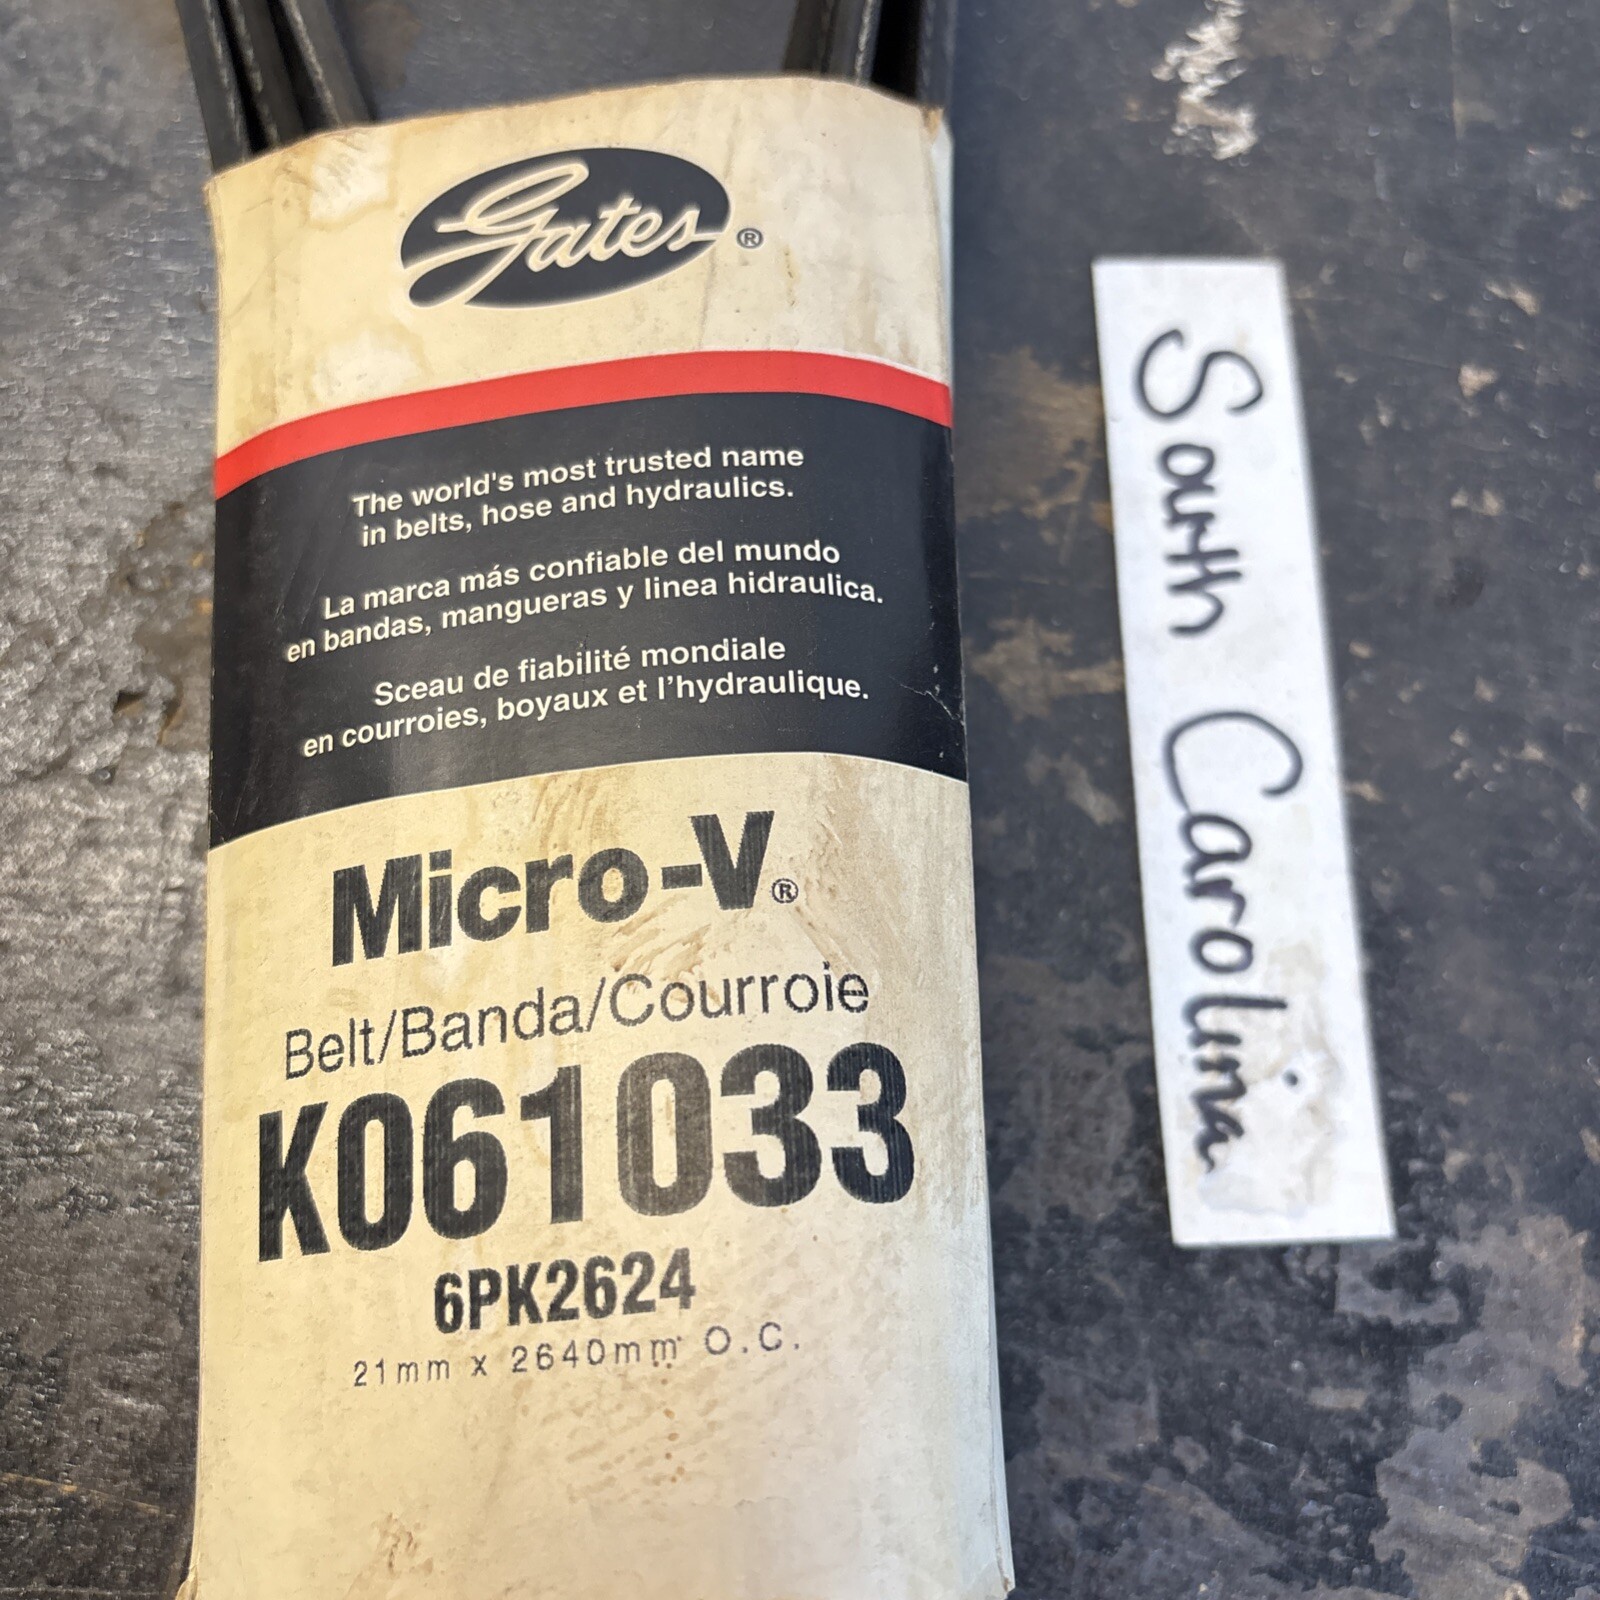 Gates®
The world's most trusted name
in belts, hose and hydraulics.
La marca más confiable del mundo
en bandas, mangueras y linea hidraulica.
Sceau de fiabilité mondiale
en courroies, boyaux et l'hydraulique.
Micro-V®
Belt/Banda/Courroie
K061033
6PK2624
21mm x 2640mm O.C.
South Carolina